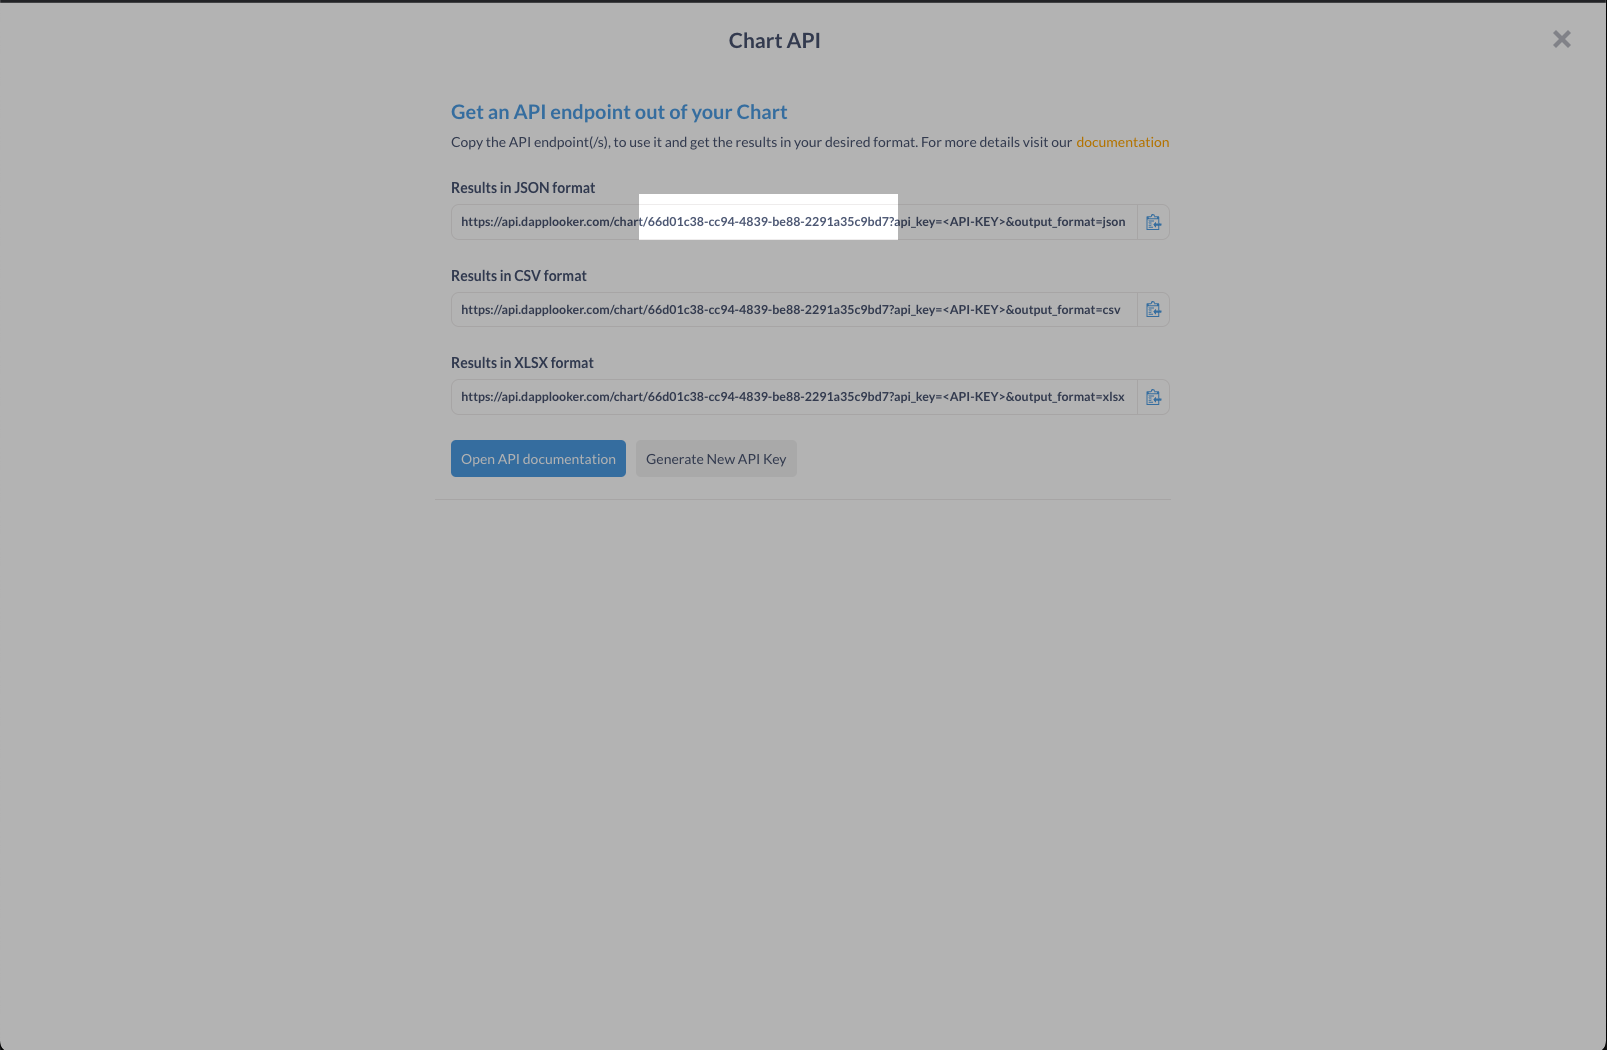 Chart API
Get an API endpoint out of your Chart
Copy the API endpoint(/s), to use it and get the results in your desired format. For more details visit our documentation
Results in JSON format
https://api.dapplooker.com/chart/66d01c38-cc94-4839-be88-2291a35c9bd7?api_key=<API-KEY>&output_format=json
Results in CSV format
https://api.dapplooker.com/chart/66d01c38-cc94-4839-be88-2291a35c9bd7?api_key=<API-KEY>&output_format=csv
Results in XLSX format
https://api.dapplooker.com/chart/66d01c38-cc94-4839-be88-2291a35c9bd7?api_key=<API-KEY>&output_format=xlsx
Open API documentation
Generate New API Key